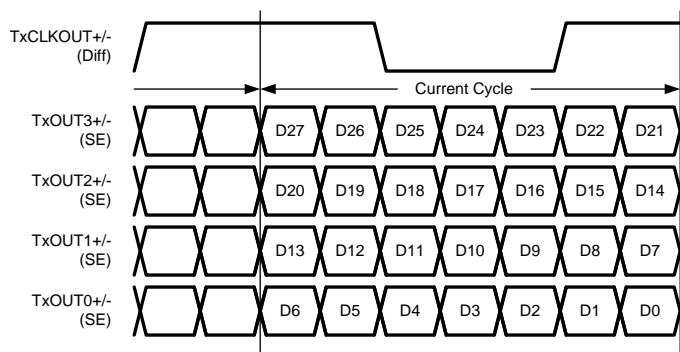 TxCLKOUT+/-
(Diff)
Current Cycle
TxOUT3+/-
(SE)
D27 D26 D25 D24 D23 D22 D21
TxOUT2+/-
(SE)
D20 D19 D18 D17 D16 D15 D14
TxOUT1+/-
(SE)
D13 D12 D11 D10 D9 D8 D7
TxOUT0+/-
(SE)
D6 D5 D4 D3 D2 D1 D0